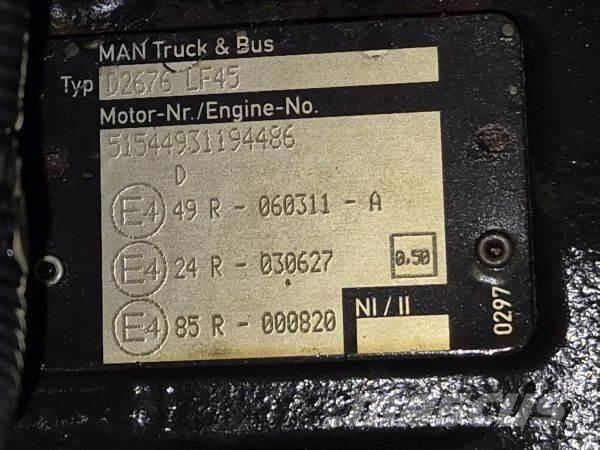 MAN Truck & Bus
Typ D2676 LF45
Motor-Nr./Engine-No.
51544931194486
D
E4 49 R - 060311 - A
E4 24 R - 030627 0,50
E4 85 R - 000820
NI / II
0297